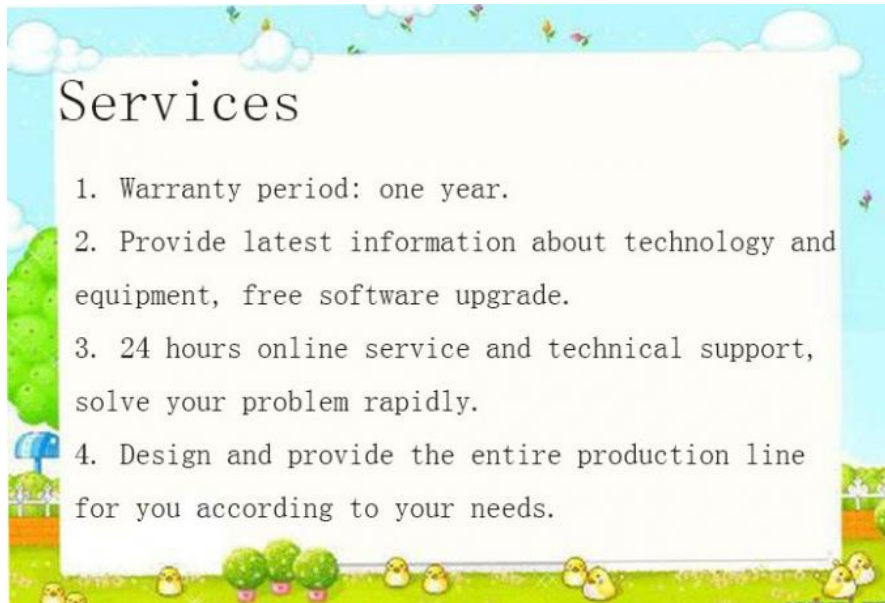 Services
1. Warranty period: one year.
2. Provide latest information about technology and
equipment, free software upgrade.
3. 24 hours online service and technical support,
solve your problem rapidly.
4. Design and provide the entire production line
for you according to your needs.